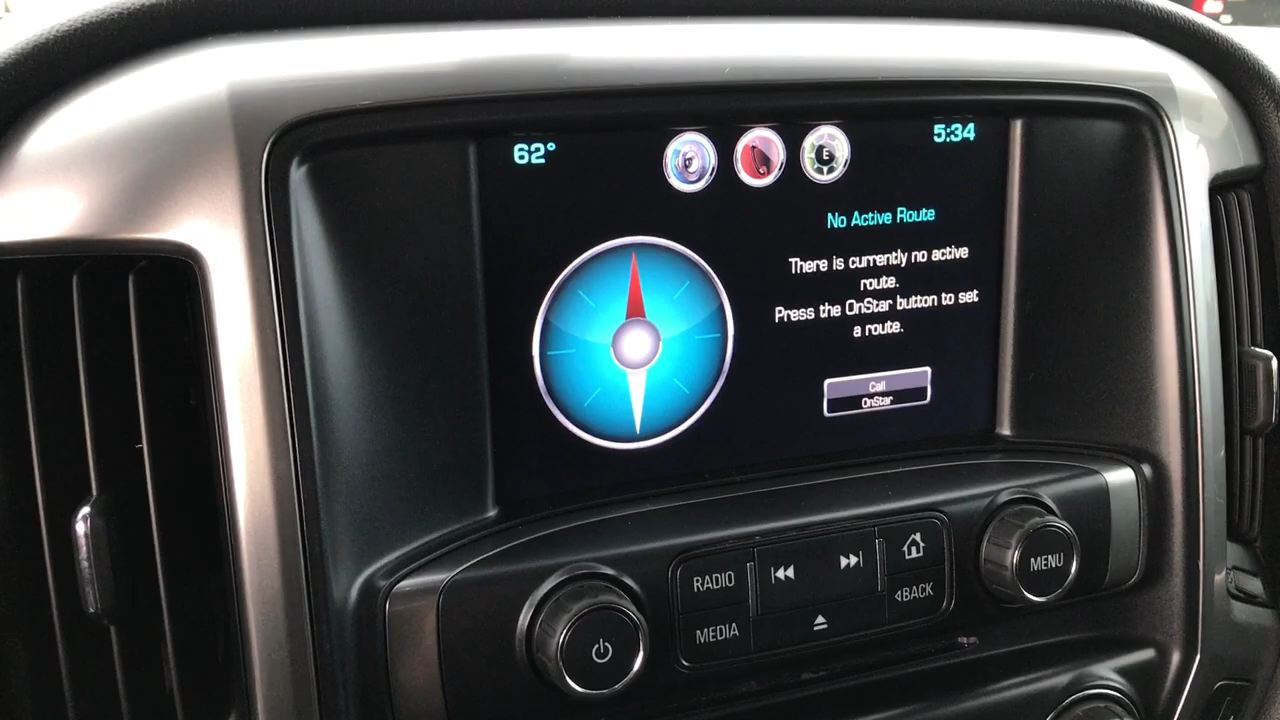 62°
E
5:34
No Active Route
There is currently no active
route.
Press the OnStar button to set
a route.
Call
OnStar
RADIO
MEDIA
BACK
MENU